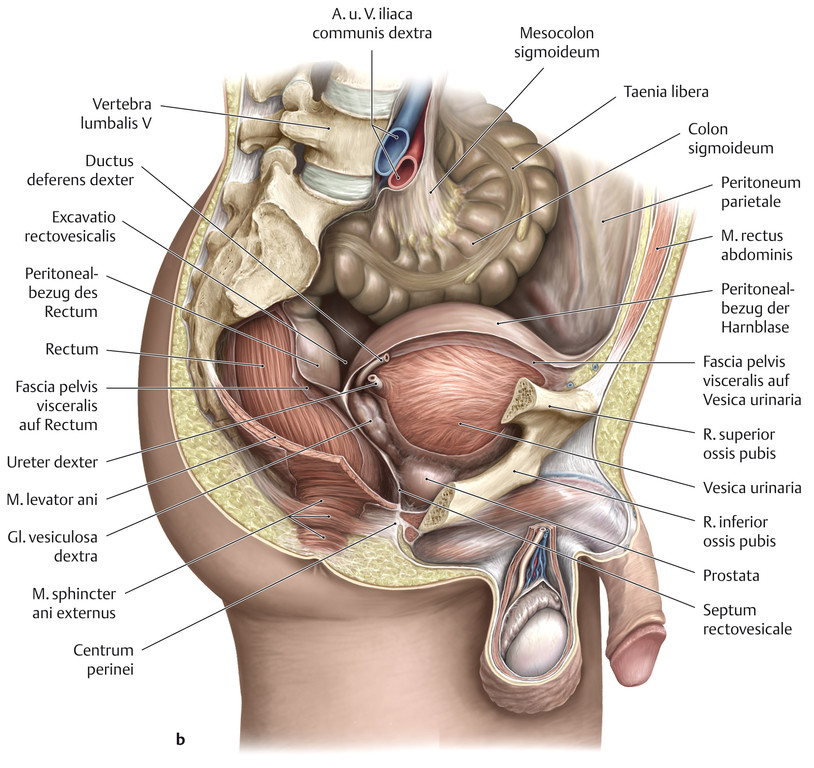 A. u. V. iliaca
communis dextra
Mesocolon
sigmoideum
Taenia libera
Colon
sigmoideum
Peritoneum
parietale
M. rectus
abdominis
Peritoneal-
bezug der
Harnblase
Fascia pelvis
visceralis auf
Vesica urinaria
R. superior
ossis pubis
Vesica urinaria
R. inferior
ossis pubis
Prostata
Septum
rectovesicale
Vertebra
lumbalis V
Ductus
deferens dexter
Excavatio
rectovesicalis
Peritoneal-
bezug des
Rectum
Rectum
Fascia pelvis
visceralis
auf Rectum
Ureter dexter
M. levator ani
Gl. vesiculosa
dextra
M. sphincter
ani externus
Centrum
perinei
b